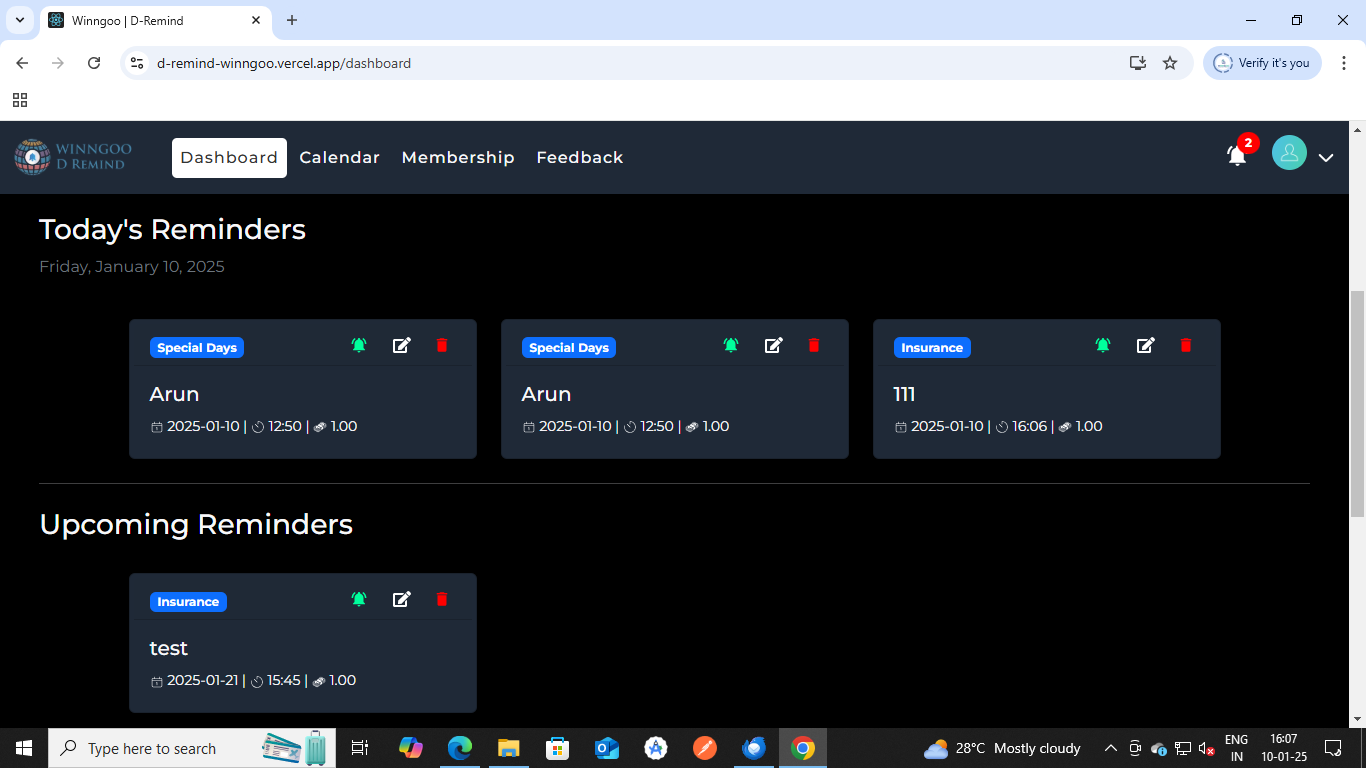 Winngoo | D-Remind
d-remind-winngoo.vercel.app/dashboard
Verify it's you
WINNGOO
D REMIND
Dashboard Calendar Membership Feedback
2
Today's Reminders
Friday, January 10, 2025
Special Days
Arun
2025-01-10 | 12:50 | 1.00
Special Days
Arun
2025-01-10 | 12:50 | 1.00
Insurance
111
2025-01-10 | 16:06 | 1.00
Upcoming Reminders
Insurance
test
2025-01-21 | 15:45 | 1.00
Type here to search
28°C Mostly cloudy
ENG
IN
16:07
10-01-25